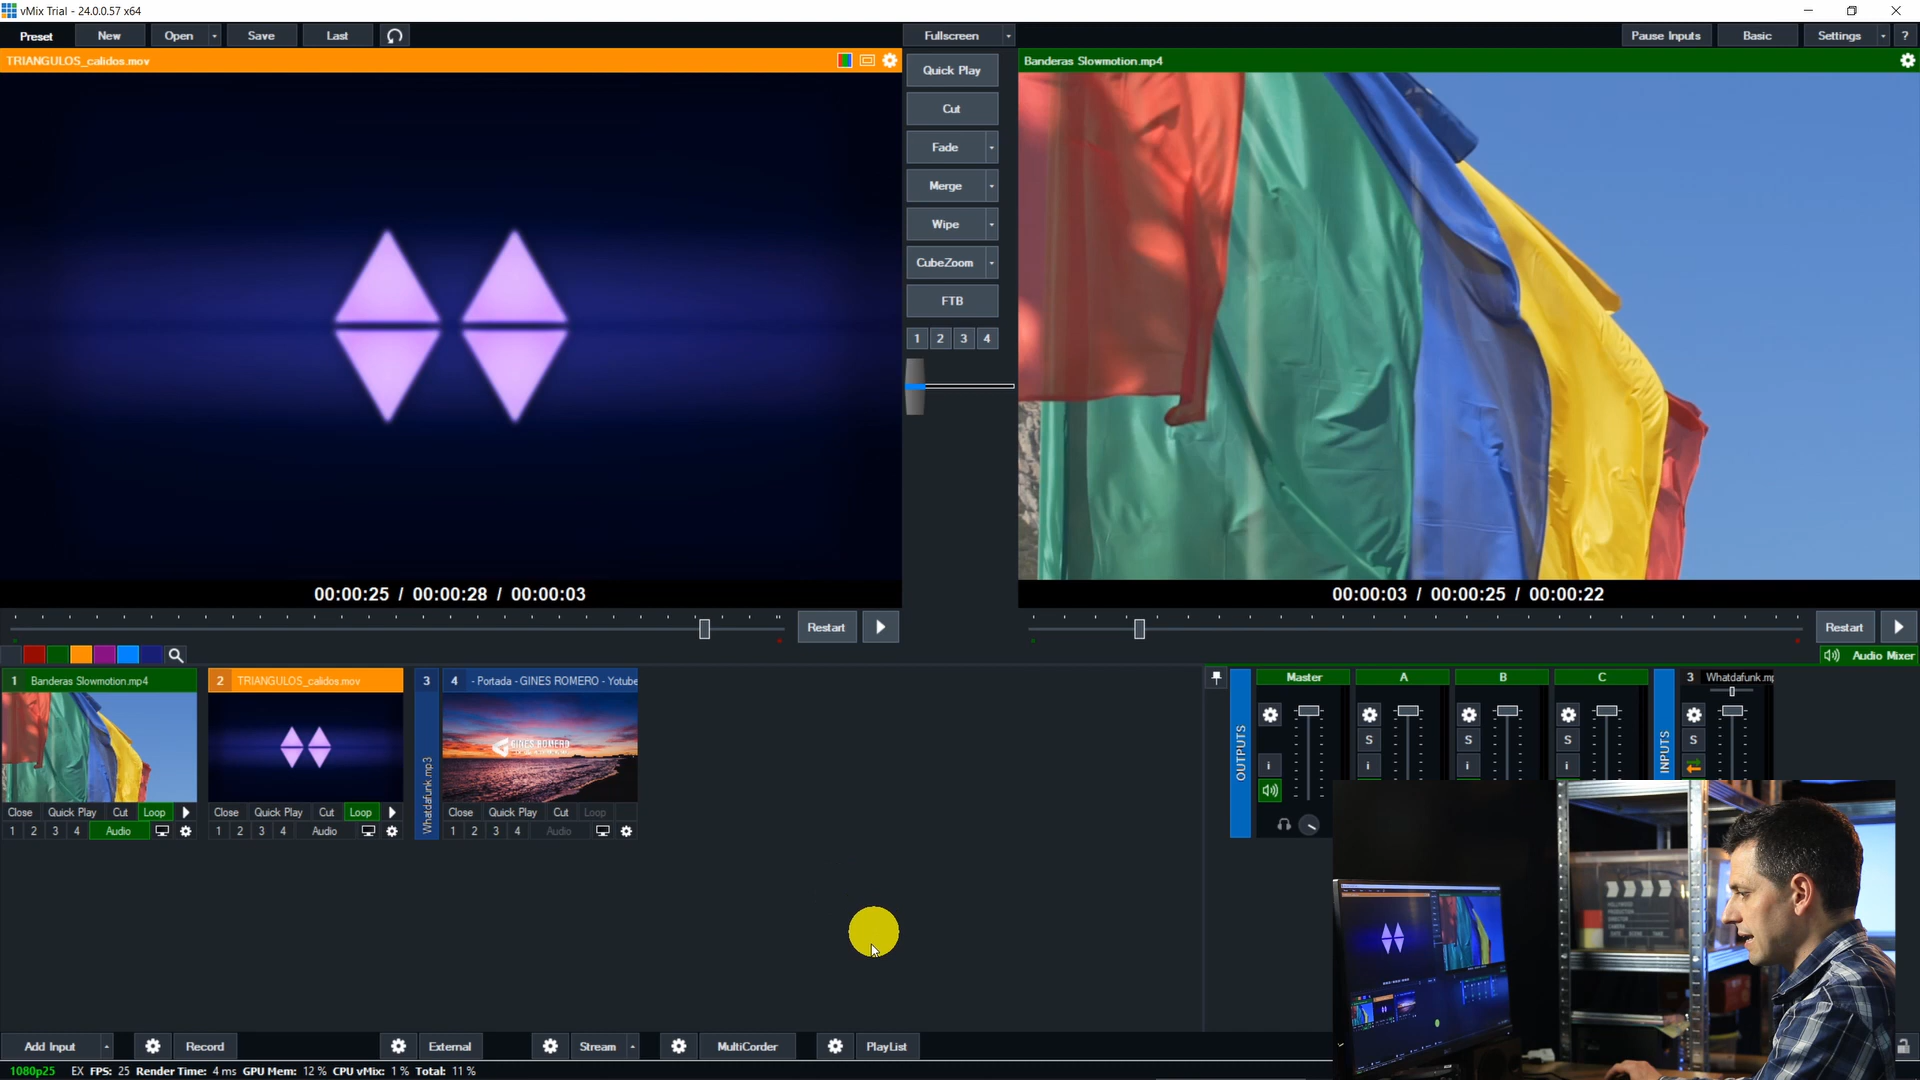 vMix Trial - 24.0.0.57 x64
Preset New Open Save Last Fullscreen Pause Inputs Basic Settings ?
TRIANGULOS_calidos.mov
Banderas Slowmotion.mp4
Quick Play
Cut
Fade
Merge
Wipe
CubeZoom
FTB
1 2 3 4
00:00:25 / 00:00:28 / 00:00:03
00:00:03 / 00:00:25 / 00:00:22
Restart
Restart
Audio Mixer
1 Banderas Slowmotion.mp4
2 TRIANGULOS_calidos.mov
3
4 - Portada - GINES ROMERO - Yotube
Whatdafunk.mp3
GINES ROMERO
Close Quick Play Cut Loop
1 2 3 4 Audio
Close Quick Play Cut Loop
1 2 3 4 Audio
Close Quick Play Cut Loop
1 2 3 4 Audio
OUTPUTS
Master A B C
S S S
i i i i
INPUTS
3 Whatdafunk.mp
S
Add Input Record External Stream MultiCorder PlayList
1080p25 EX FPS: 25 Render Time: 4 ms GPU Mem: 12 % CPU vMix: 1 % Total: 11 %